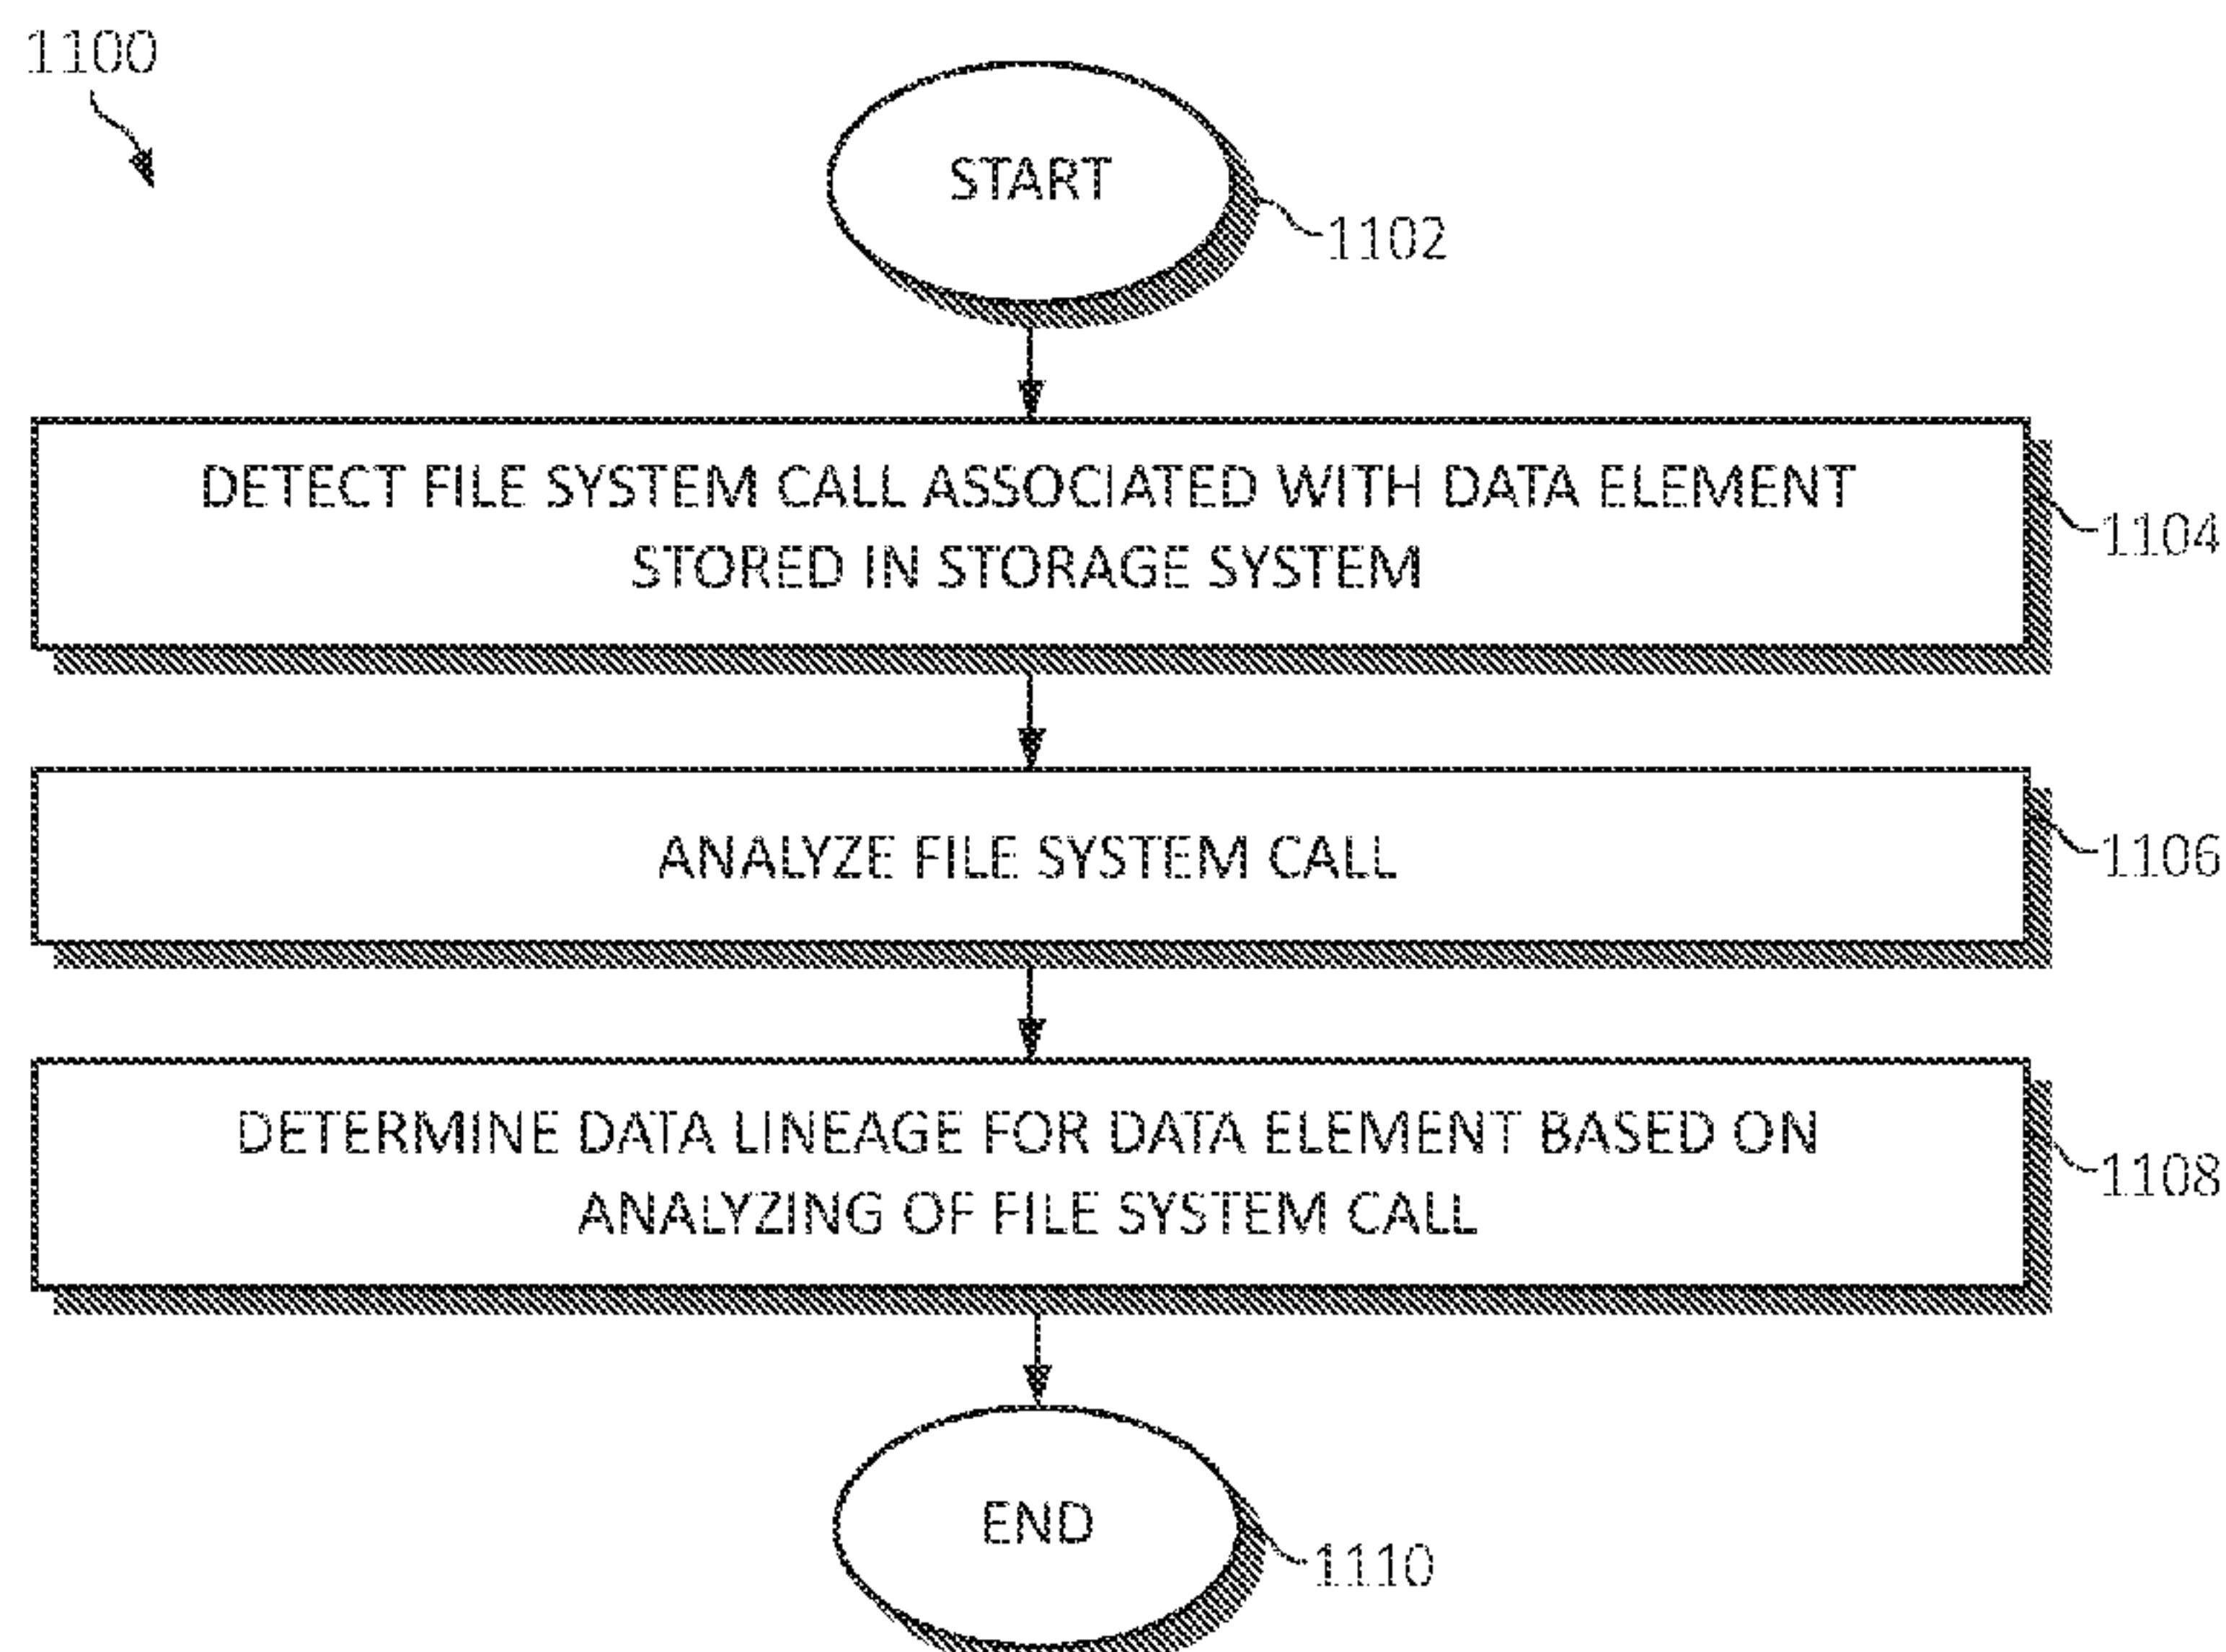 1100
START
1102
DETECT FILE SYSTEM CALL ASSOCIATED WITH DATA ELEMENT
STORED IN STORAGE SYSTEM
1104
ANALYZE FILE SYSTEM CALL
1106
DETERMINE DATA LINEAGE FOR DATA ELEMENT BASED ON
ANALYZING OF FILE SYSTEM CALL
1108
END
1110